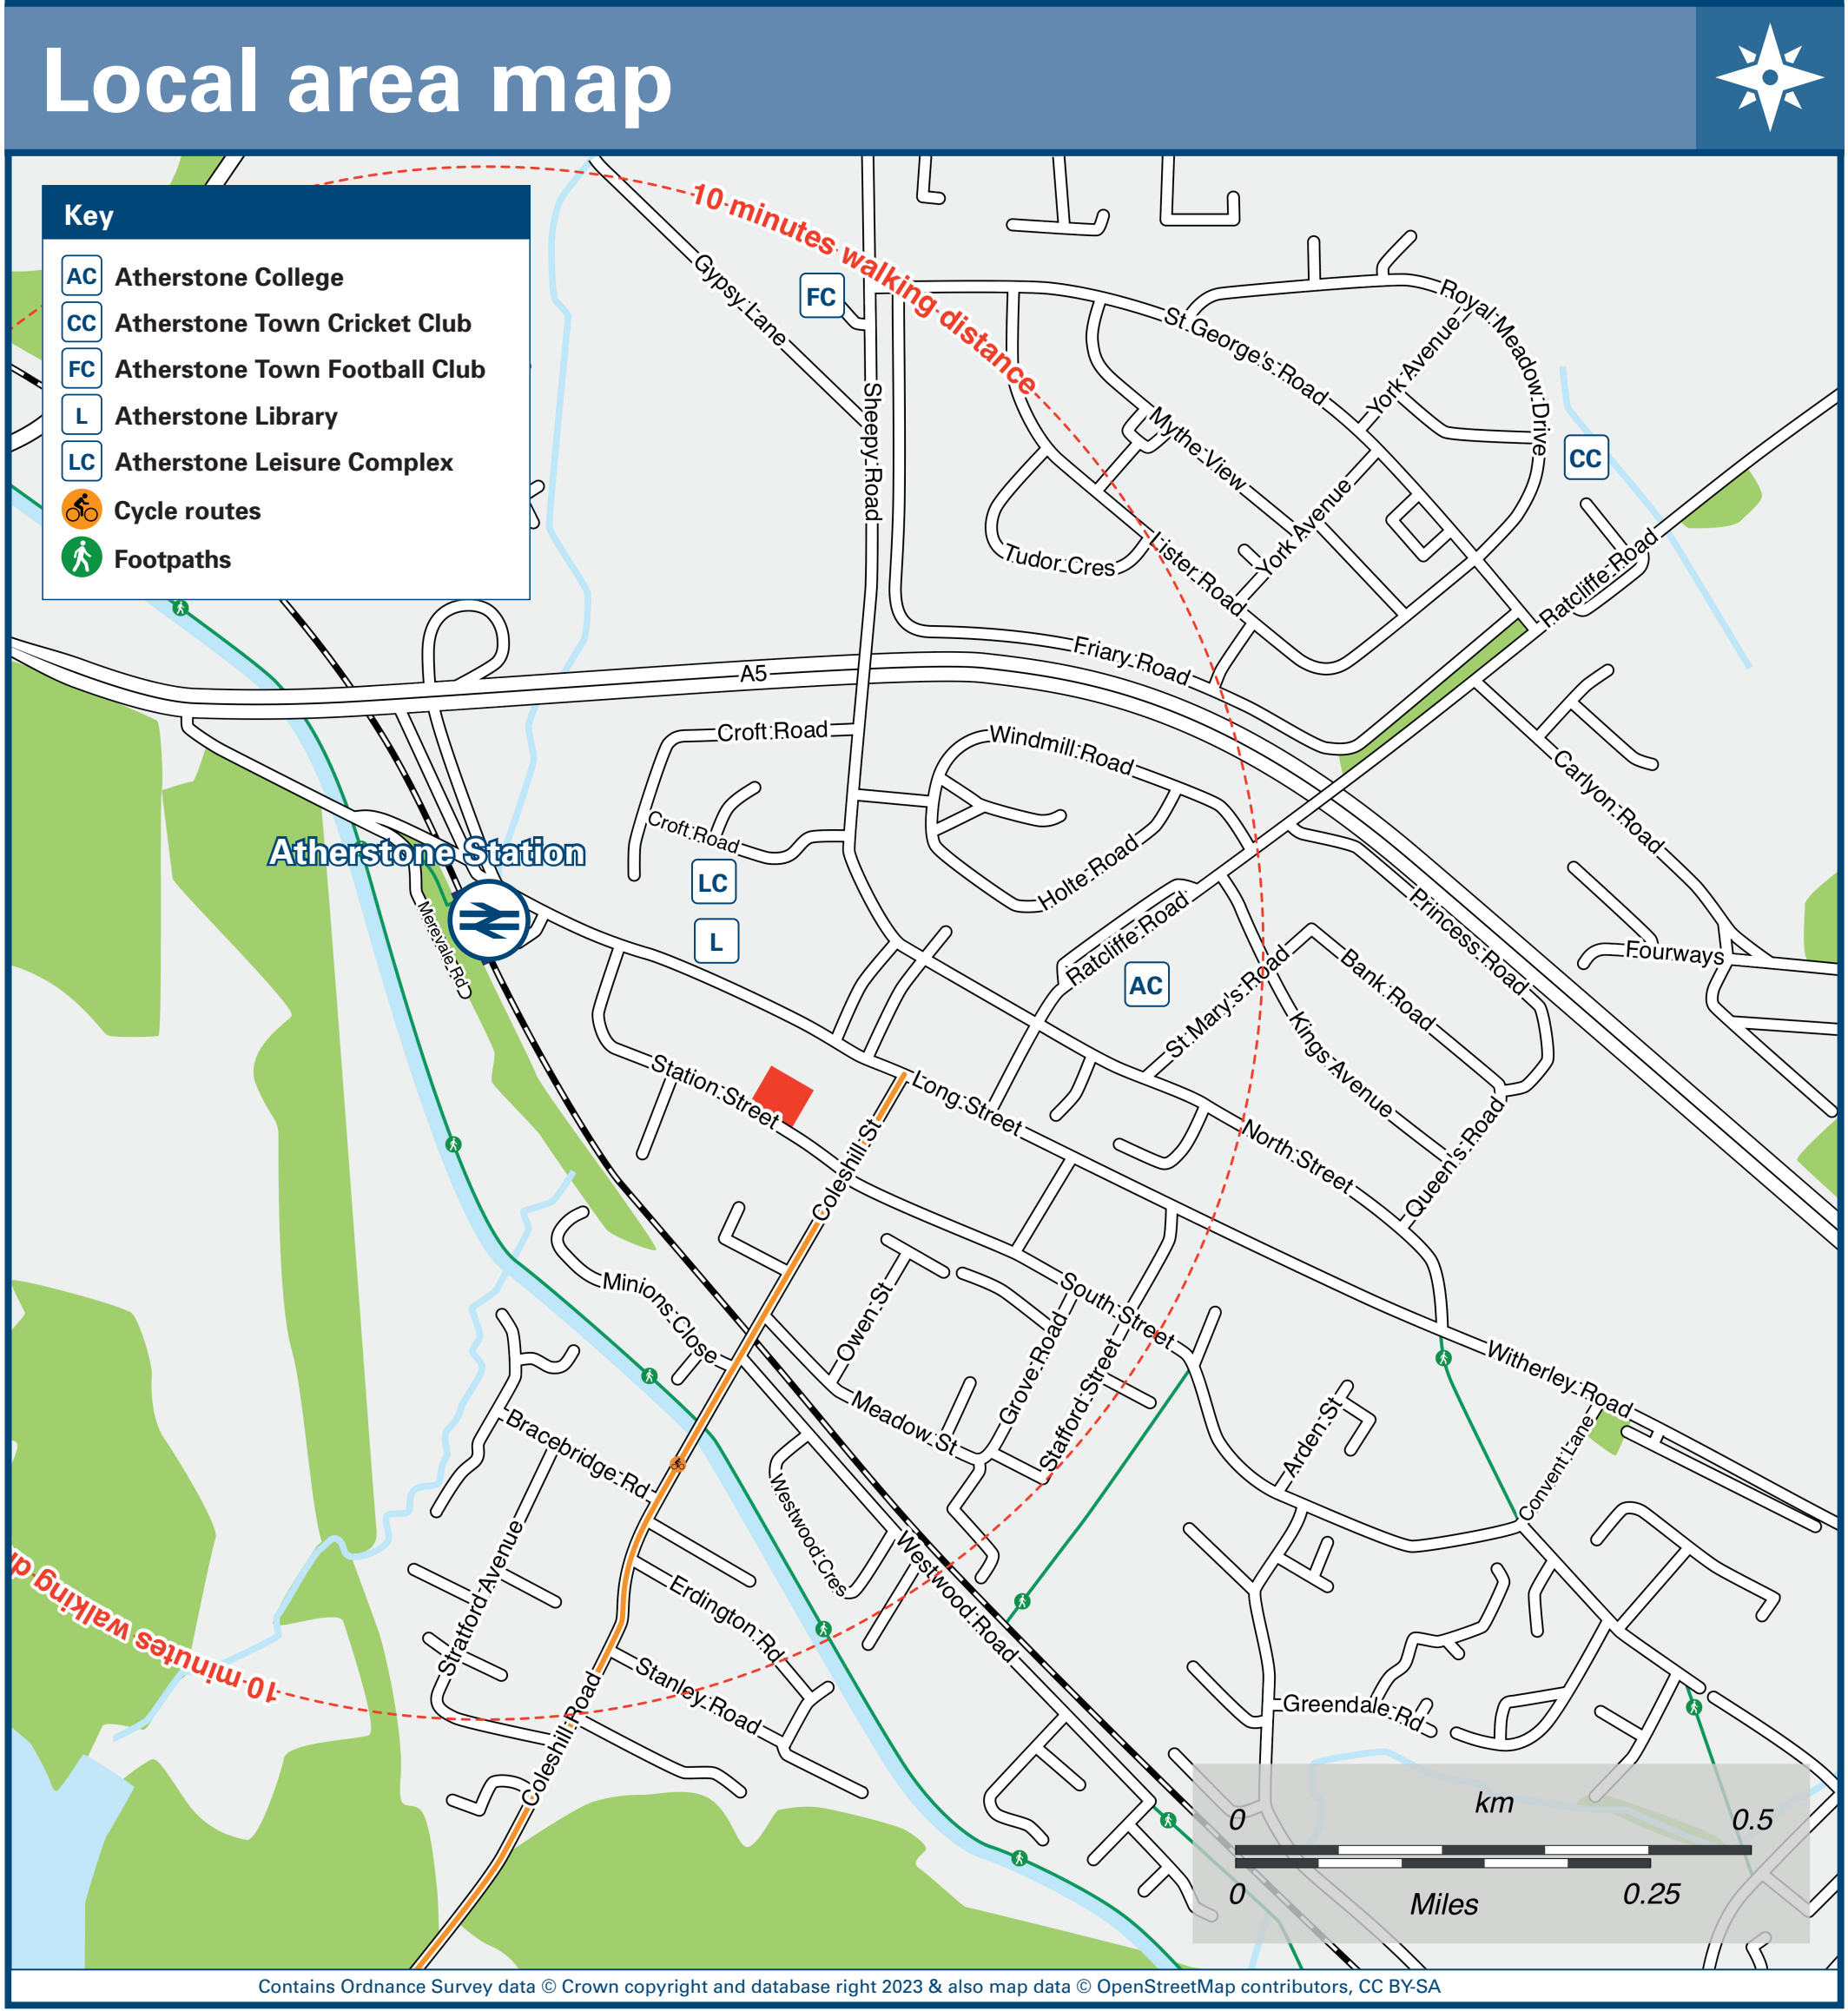 Local area map
Key
AC Atherstone College
CC Atherstone Town Cricket Club
FC Atherstone Town Football Club
L Atherstone Library
LC Atherstone Leisure Complex
Cycle routes
Footpaths
10 minutes walking distance
Gypsy Lane
FC
Sheepy Road
St George's Road
Royal Meadow Drive
York Avenue
CC
Mythe View
York Avenue
Tudor Cres
Lister Road
Ratcliffe Road
Friary Road
A5
Croft Road
Windmill Road
Carlyon Road
Croft Road
Atherstone Station
LC
Holte Road
L
Merevale Rd
Ratcliffe Road
AC
Princess Road
Fourways
St Mary's Road
Bank Road
Kings Avenue
Station Street
Long Street
Coleshill St
North Street
Queen's Road
Minions Close
South Street
Owen St
Grove Road
Stafford Street
Witherley Road
Meadow St
Arden St
Convent Lane
Bracebridge Rd
Westwood Cres
Westwood Road
Stratford Avenue
Erdington Rd
10 minutes walking di
Stanley Road
Greendale Rd
Coleshill Road
km
0 0.5
0 Miles 0.25
Contains Ordnance Survey data © Crown copyright and database right 2023 & also map data © OpenStreetMap contributors, CC BY-SA